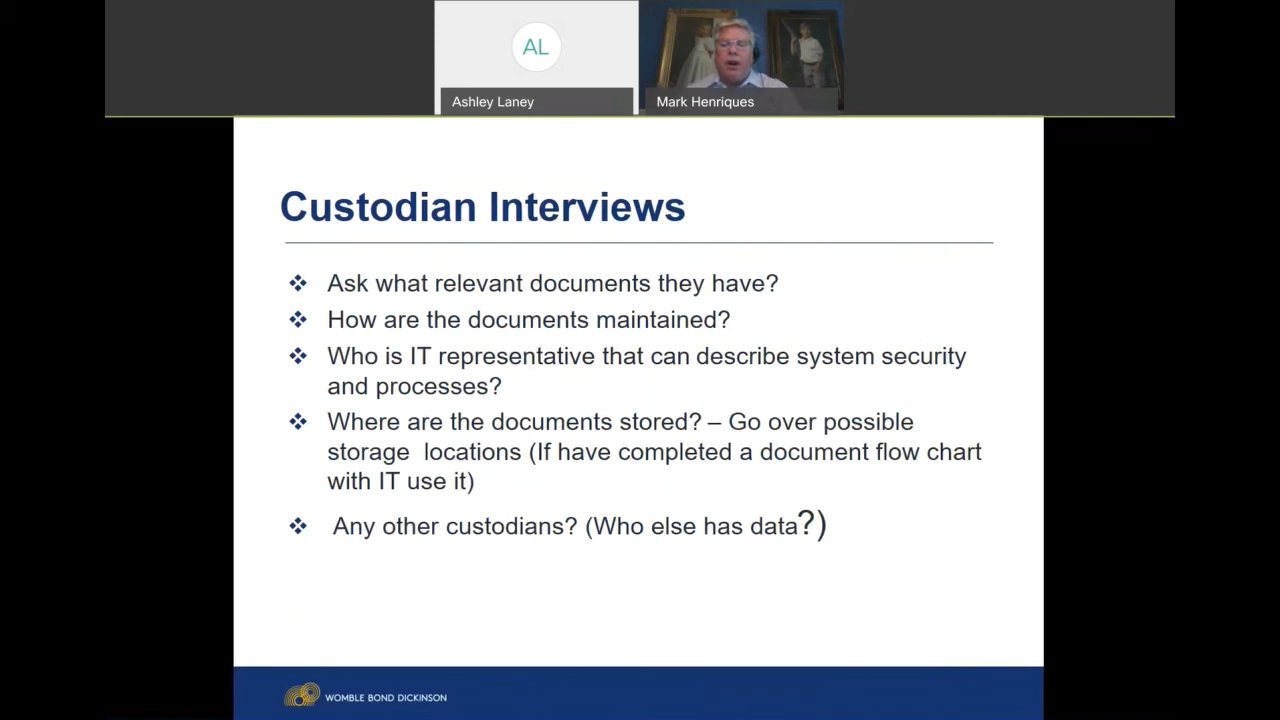 AL
Ashley Laney
Mark Henriques
Custodian Interviews
Ask what relevant documents they have?
How are the documents maintained?
Who is IT representative that can describe system security
and processes?
Where are the documents stored? – Go over possible
storage locations (If have completed a document flow chart
with IT use it)
Any other custodians? (Who else has data?)
WOMBLE BOND DICKINSON